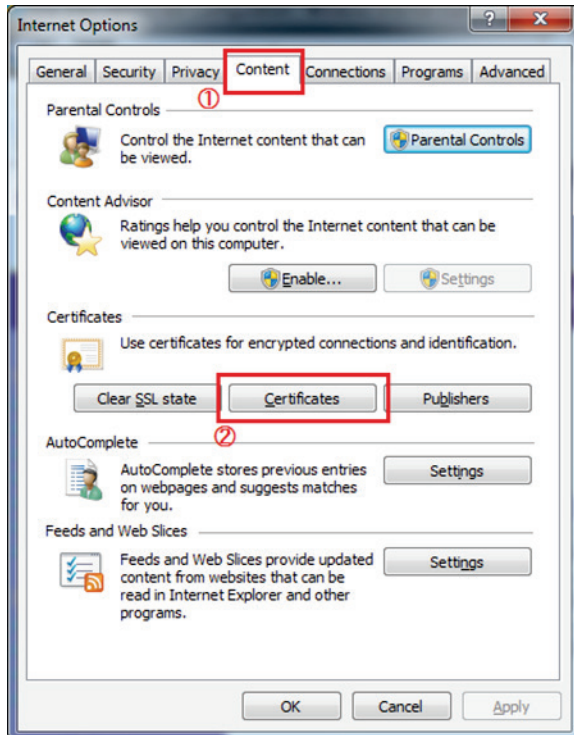 Internet Options
General Security Privacy Content Connections Programs Advanced
①
Parental Controls
Control the Internet content that can
be viewed.
Parental Controls
Content Advisor
Ratings help you control the Internet content that can be
viewed on this computer.
Enable...
Settings
Certificates
Use certificates for encrypted connections and identification.
Clear SSL state
Certificates
Publishers
②
AutoComplete
AutoComplete stores previous entries
on webpages and suggests matches
for you.
Settings
Feeds and Web Slices
Feeds and Web Slices provide updated
content from websites that can be
read in Internet Explorer and other
programs.
Settings
OK
Cancel
Apply